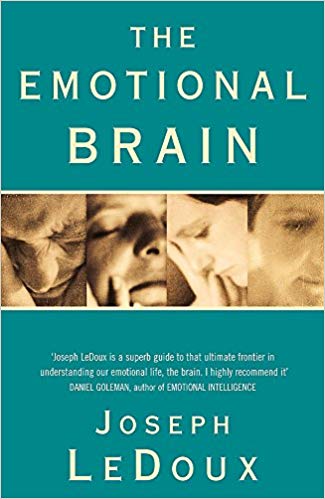 THE
EMOTIONAL
BRAIN
'Joseph LeDoux is a superb guide to that ultimate frontier in
understanding our emotional life, the brain. I highly recommend it'
DANIEL GOLEMAN, author of EMOTIONAL INTELLIGENCE
JOSEPH
LEDOUX